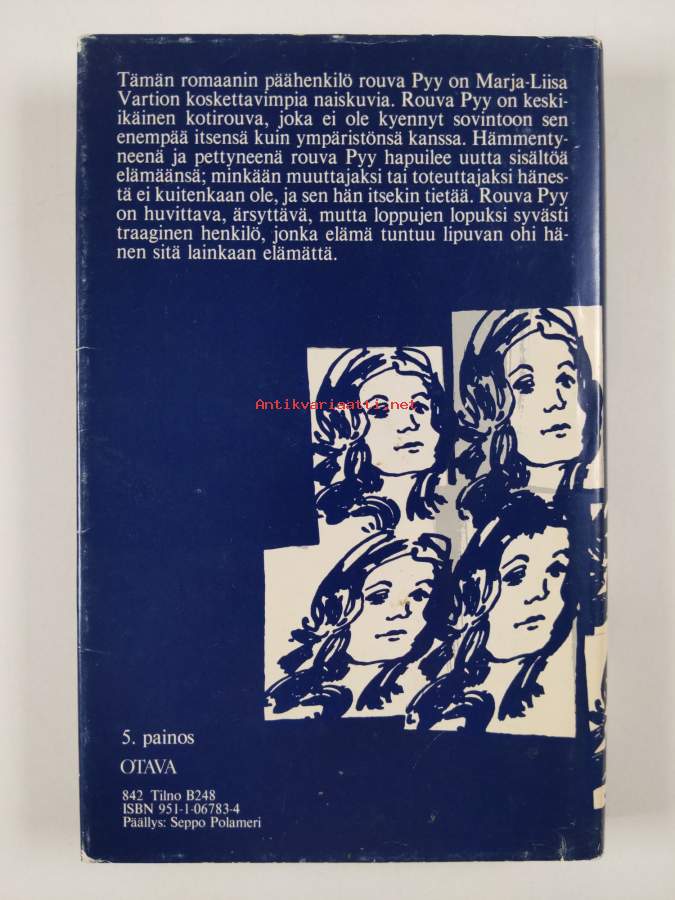 Tämän romaanin päähenkilö rouva Pyy on Marja-Liisa
Vartion koskettavimpia naiskuvia. Rouva Pyy on keski-
ikäinen kotirouva, joka ei ole kyennyt sovintoon sen
enempää itsensä kuin ympäristönsä kanssa. Hämmenty-
neenä ja pettyneenä rouva Pyy hapuilee uutta sisältöä
elämäänsä; minkään muuttajaksi tai toteuttajaksi hänes-
tä ei kuitenkaan ole, ja sen hän itsekin tietää. Rouva Pyy
on huvittava, ärsyttävä, mutta loppujen lopuksi syvästi
traaginen henkilö, jonka elämä tuntuu lipuvan ohi hä-
nen sitä lainkaan elämättä.
Antikvariaatti.net
5. painos
OTAVA
842 Tilno B248
ISBN 951-1-06783-4
Päällys: Seppo Polameri